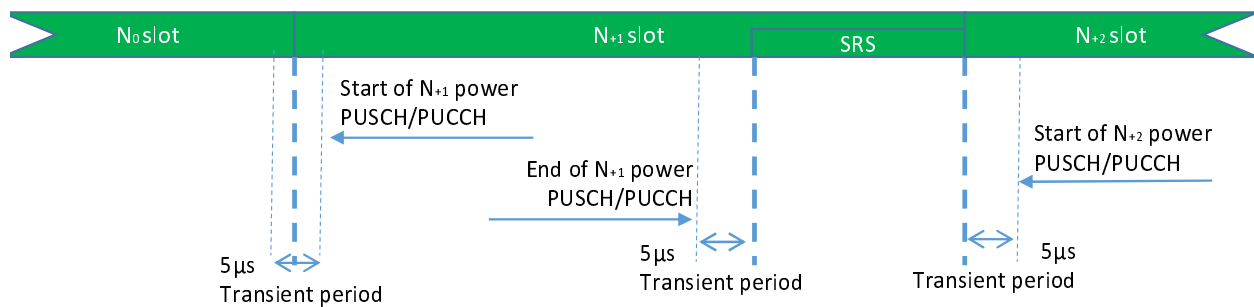 N₀ slot
N₊₁ slot
SRS
N₊₂ slot
Start of N₊₁ power
PUSCH/PUCCH
End of N₊₁ power
PUSCH/PUCCH
Start of N₊₂ power
PUSCH/PUCCH
5µs
Transient period
5µs
Transient period
5µs
Transient period